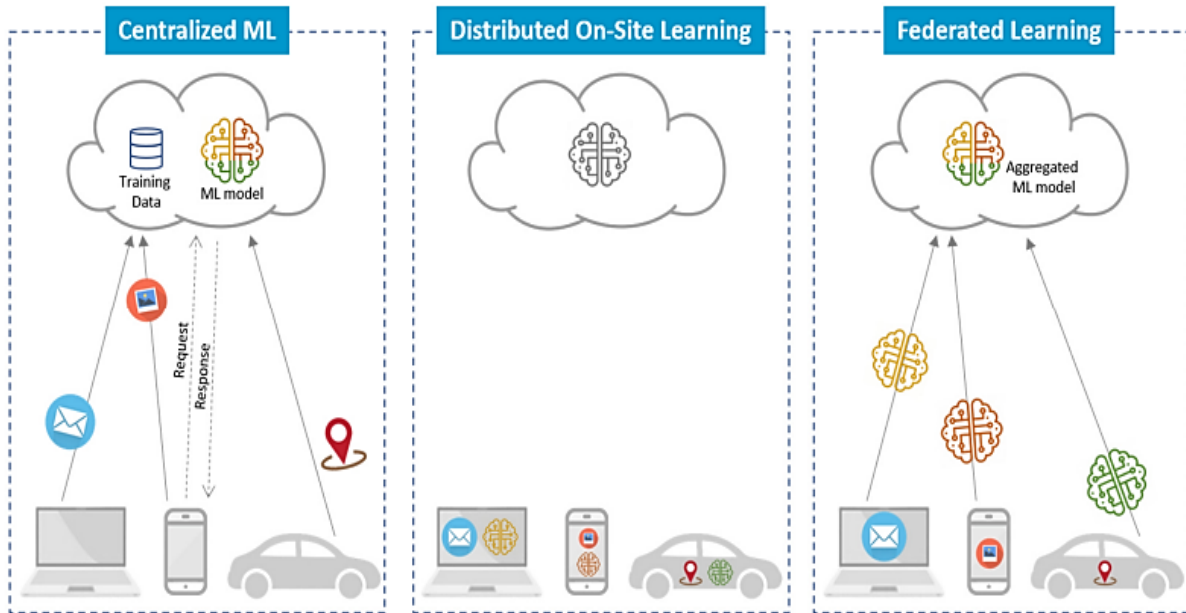 Centralized ML
Training
Data
ML model
Request
Response
Distributed On-Site Learning
Federated Learning
Aggregated
ML model